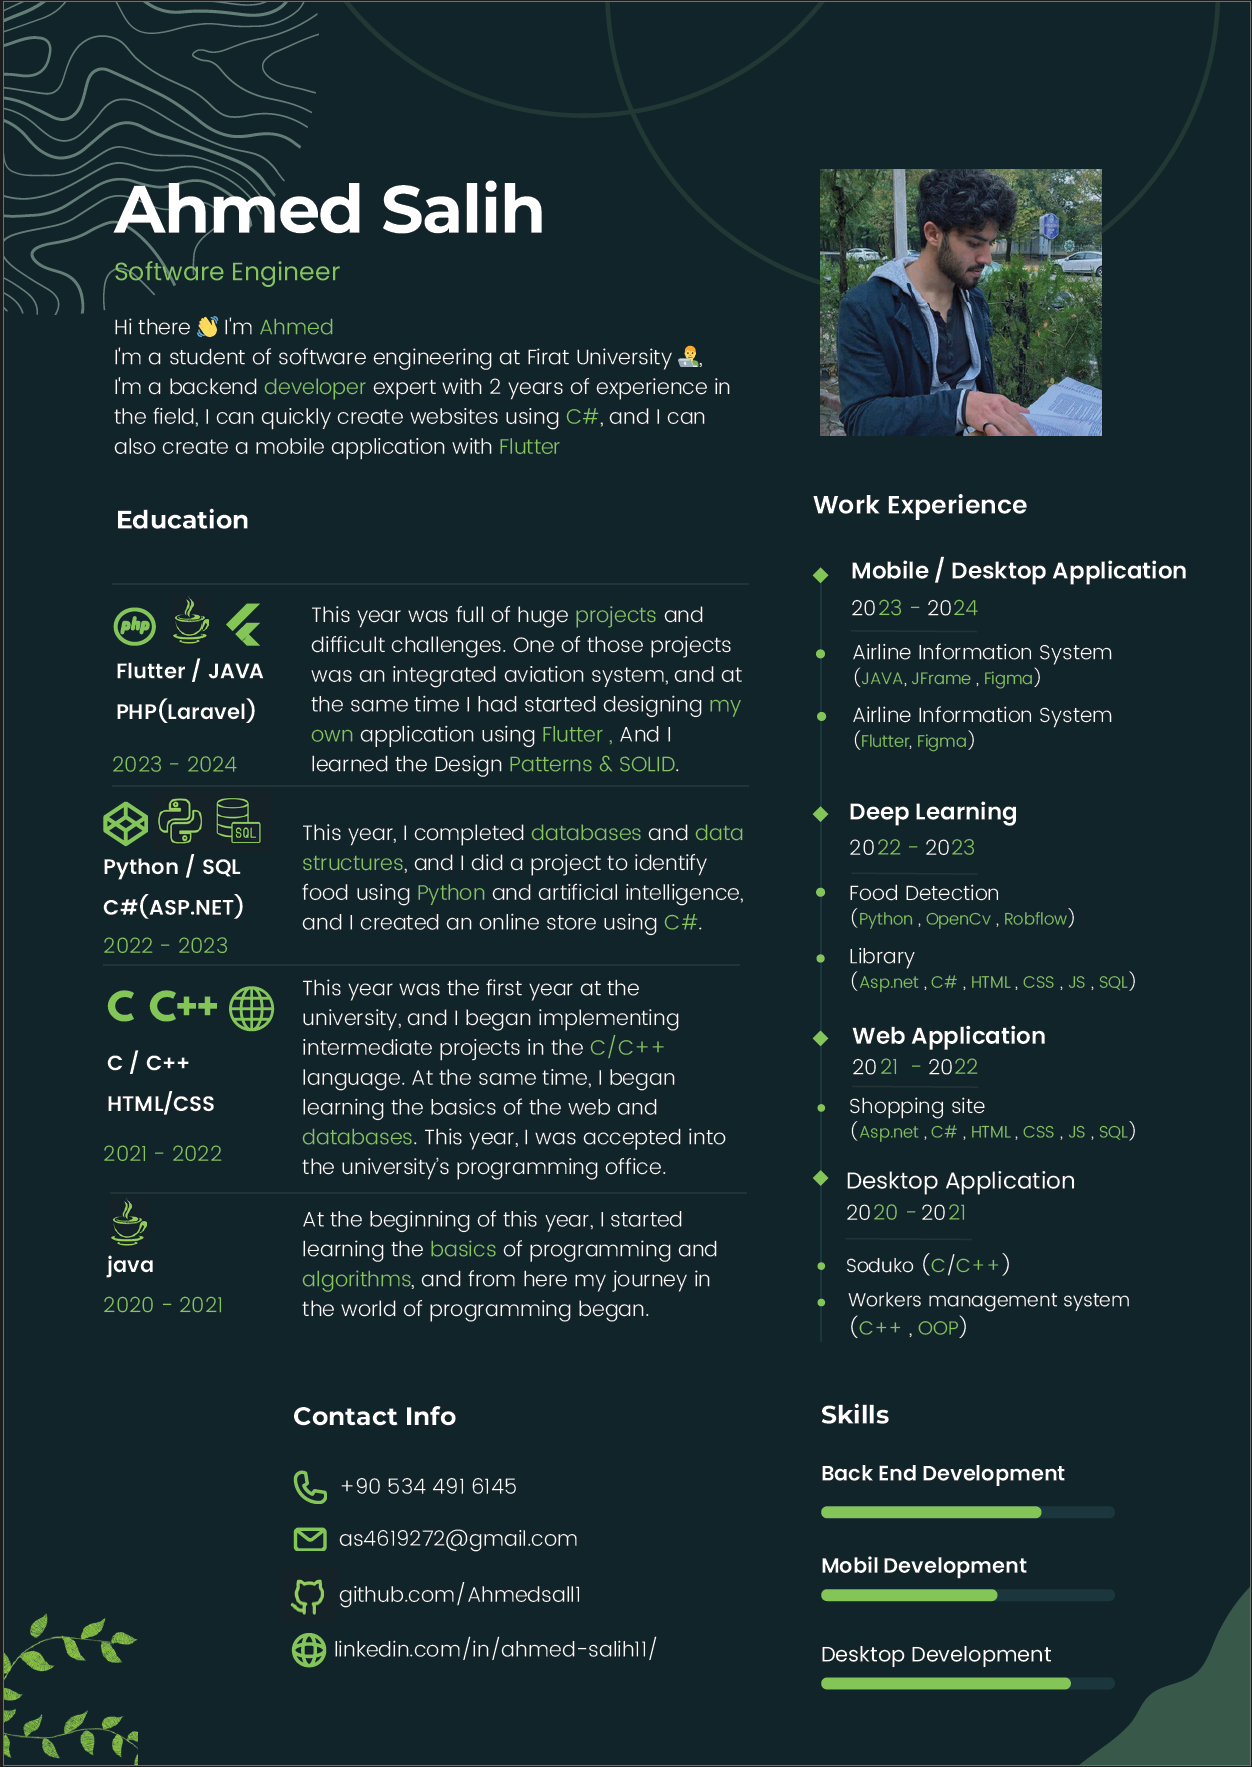 Ahmed Salih
Software Engineer
Hi there 👋 I'm Ahmed
I'm a student of software engineering at Firat University 👨‍💻,
I'm a backend developer expert with 2 years of experience in
the field, I can quickly create websites using C#, and I can
also create a mobile application with Flutter
Education
php
Flutter / JAVA
PHP(Laravel)
2023 - 2024
This year was full of huge projects and
difficult challenges. One of those projects
was an integrated aviation system, and at
the same time I had started designing my
own application using Flutter , And I
learned the Design Patterns & SOLID.
SQL
Python / SQL
C#(ASP.NET)
2022 - 2023
This year, I completed databases and data
structures, and I did a project to identify
food using Python and artificial intelligence,
and I created an online store using C#.
C C++
C / C++
HTML/CSS
2021 - 2022
This year was the first year at the
university, and I began implementing
intermediate projects in the C/C++
language. At the same time, I began
learning the basics of the web and
databases. This year, I was accepted into
the university's programming office.
java
2020 - 2021
At the beginning of this year, I started
learning the basics of programming and
algorithms, and from here my journey in
the world of programming began.
Work Experience
Mobile / Desktop Application
2023 - 2024
Airline Information System
(JAVA, JFrame , Figma)
Airline Information System
(Flutter, Figma)
Deep Learning
2022 - 2023
Food Detection
(Python , OpenCv , Robflow)
Library
(Asp.net , C# , HTML , CSS , JS , SQL)
Web Application
2021 - 2022
Shopping site
(Asp.net , C# , HTML , CSS , JS , SQL)
Desktop Application
2020 - 2021
Soduko (C/C++)
Workers management system
(C++ , OOP)
Contact Info
+90 534 491 6145
as4619272@gmail.com
github.com/Ahmedsall1
linkedin.com/in/ahmed-salih11/
Skills
Back End Development
Mobil Development
Desktop Development